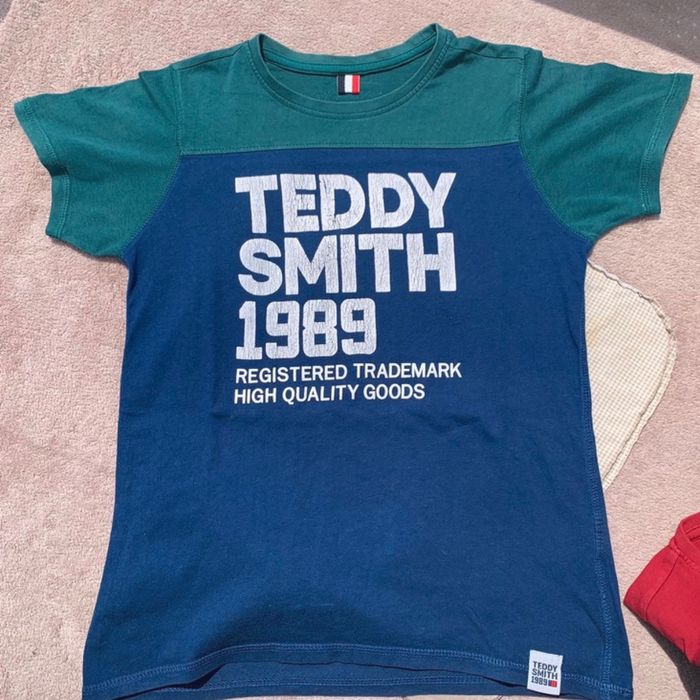 TEDDY
SMITH
1989
REGISTERED TRADEMARK
HIGH QUALITY GOODS
TEDDY
SMITH
1989